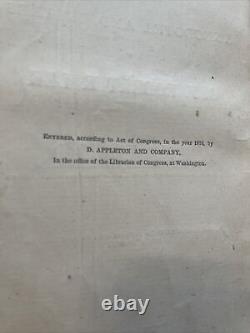 ENTERED, according to Act of Congress, in the year 1874, by
D. APPLETON AND COMPANY,
In the office of the Librarian of Congress, at Washington.